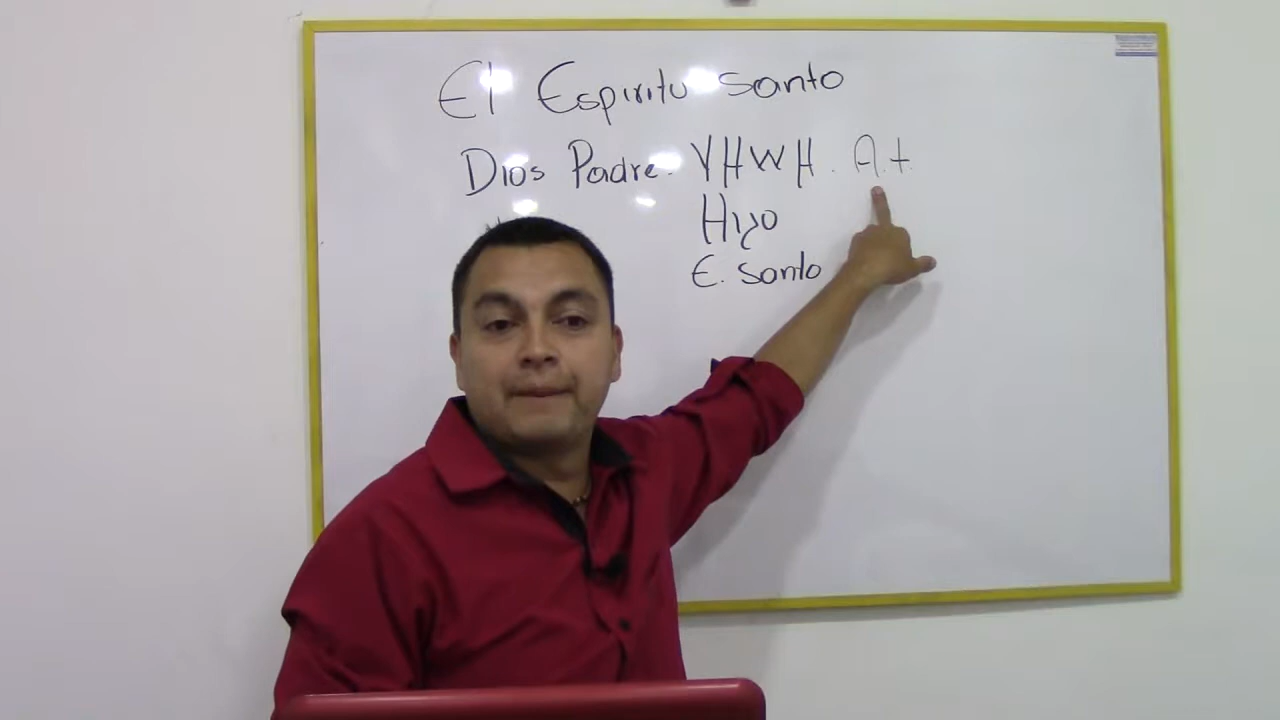 El Espiritu Santo
Dios Padre. YHWH. A.t.
Hijo
E. Santo